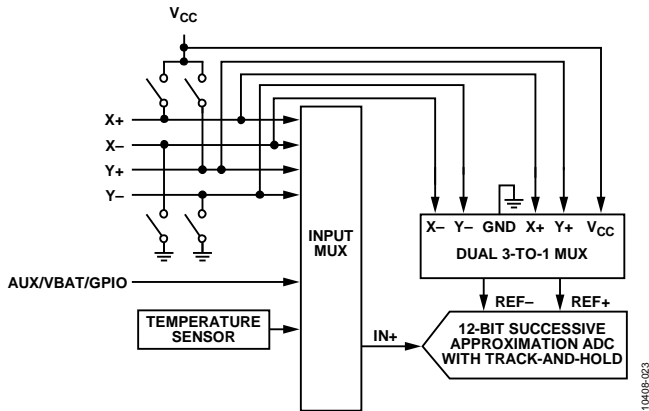 VCC
X+
X–
Y+
Y–
INPUT
MUX
X– Y– GND X+ Y+ VCC
DUAL 3-TO-1 MUX
AUX/VBAT/GPIO
REF– REF+
TEMPERATURE
SENSOR
IN+
12-BIT SUCCESSIVE
APPROXIMATION ADC
WITH TRACK-AND-HOLD
10408-023